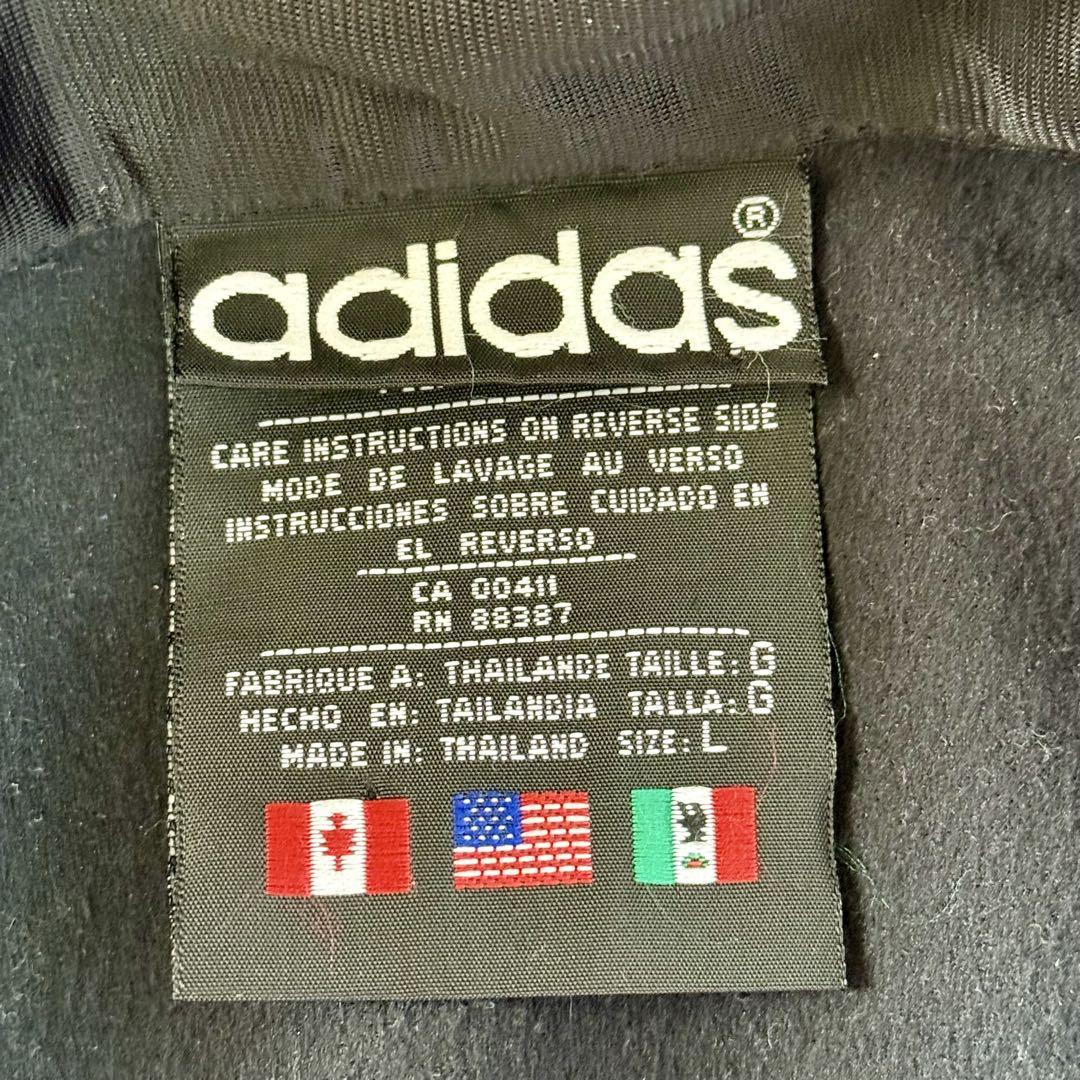 adidas®
CARE INSTRUCTIONS ON REVERSE SIDE
MODE DE LAVAGE AU VERSO
INSTRUCCIONES SOBRE CUIDADO EN
EL REVERSO
CA 00411
RN 88387
FABRIQUE A: THAILANDE TAILLE: G
HECHO EN: TAILANDIA TALLA: G
MADE IN: THAILAND SIZE: L